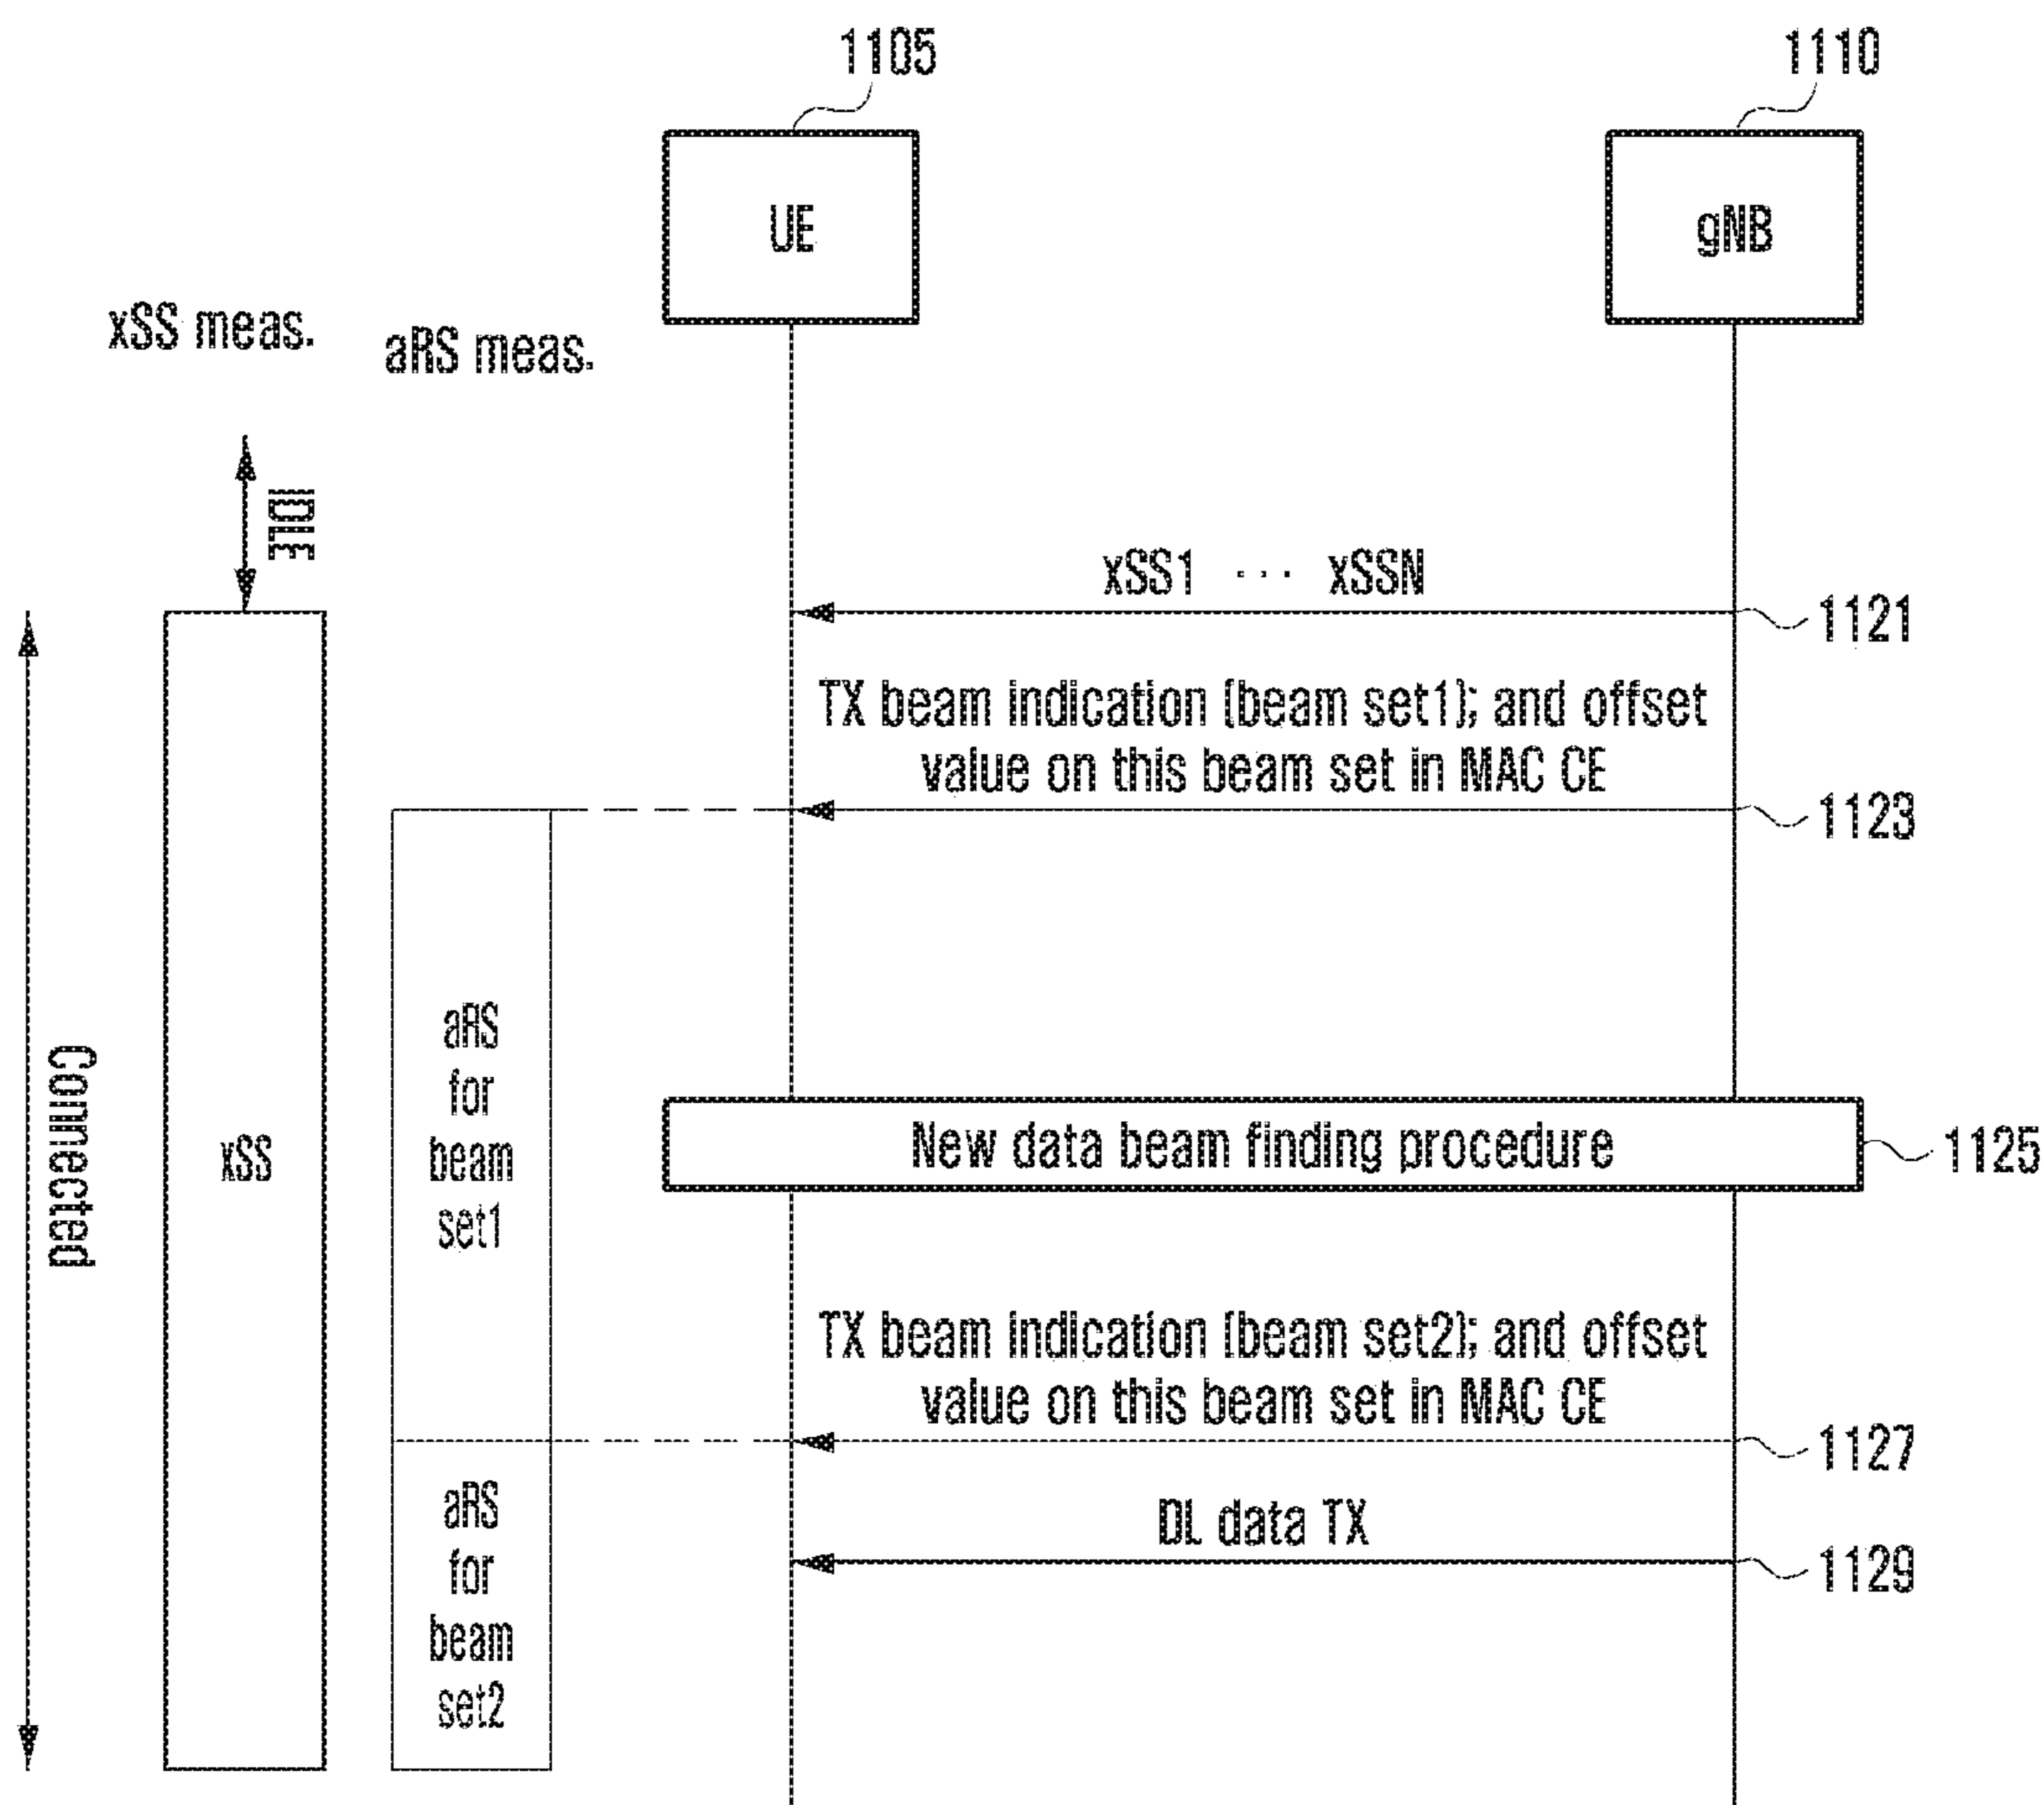 1105
1110
UE
gNB
xSS meas.
aRS meas.
IDLE
xSS1 ... xSSN
1121
TX beam indication (beam set1); and offset
value on this beam set in MAC CE
1123
Connected
xSS
aRS
for
beam
set1
New data beam finding procedure
1125
TX beam indication (beam set2); and offset
value on this beam set in MAC CE
1127
aRS
for
beam
set2
DL data TX
1129